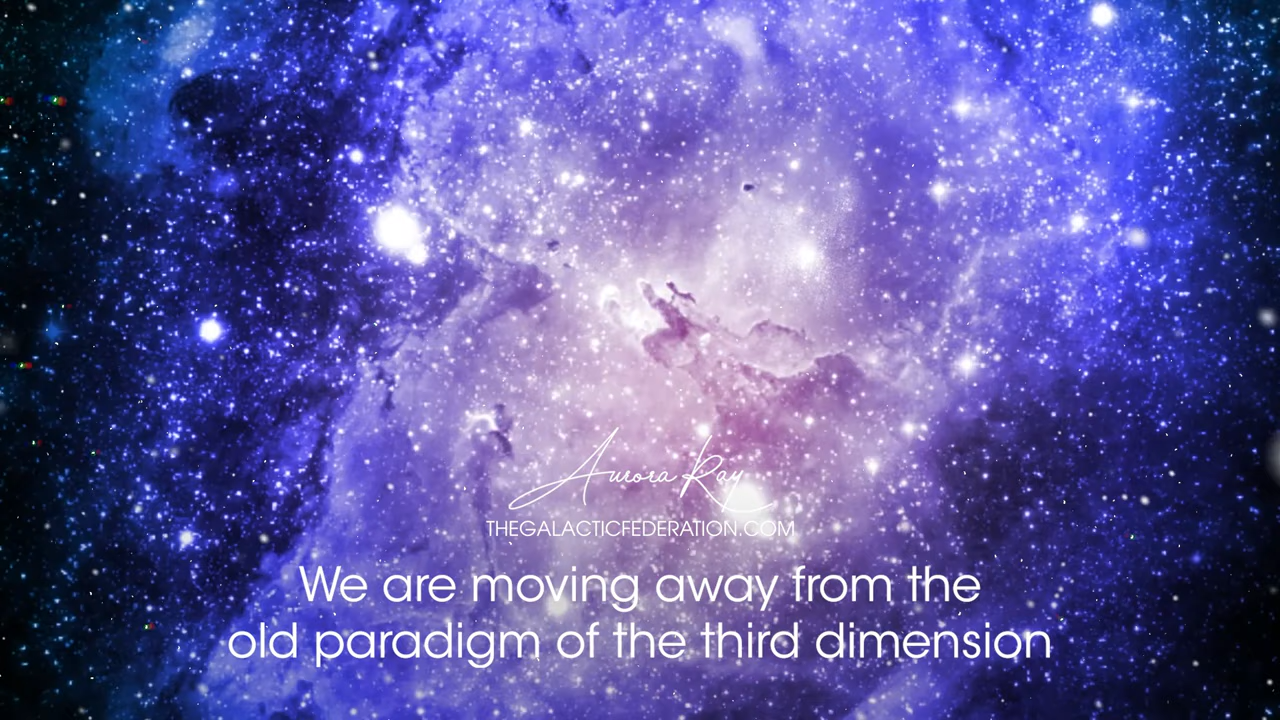 Aurora Ray
THEGALACTICFEDERATION.COM
We are moving away from the
old paradigm of the third dimension